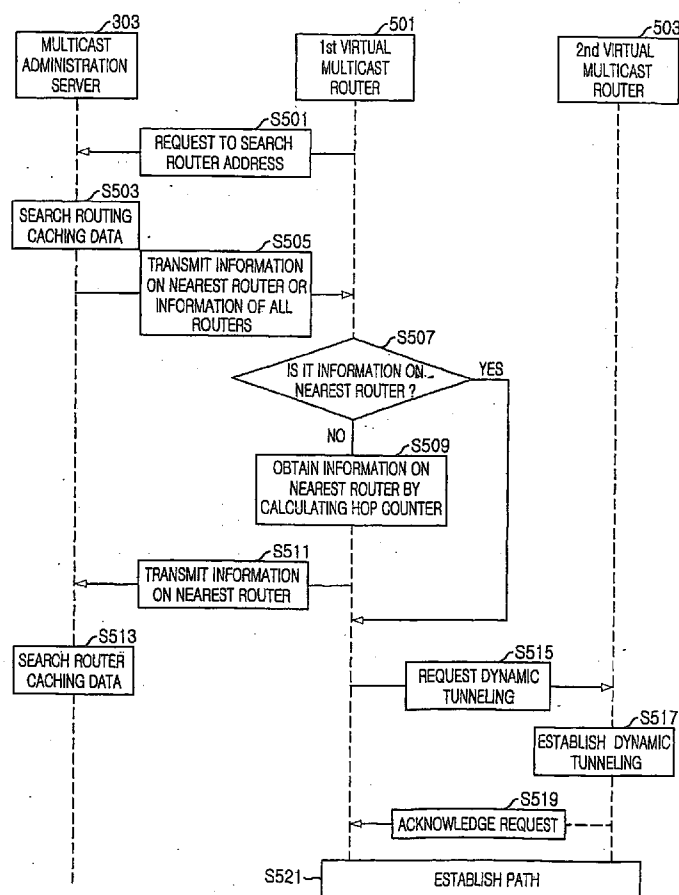 303
MULTICAST
ADMINISTRATION
SERVER
501
1st VIRTUAL
MULTICAST
ROUTER
503
2nd VIRTUAL
MULTICAST
ROUTER
S501
REQUEST TO SEARCH
ROUTER ADDRESS
S503
SEARCH ROUTING
CACHING DATA
S505
TRANSMIT INFORMATION
ON NEAREST ROUTER OR
INFORMATION OF ALL
ROUTERS
S507
IS IT INFORMATION ON
NEAREST ROUTER ?
YES
NO
S509
OBTAIN INFORMATION ON
NEAREST ROUTER BY
CALCULATING HOP COUNTER
S511
TRANSMIT INFORMATION
ON NEAREST ROUTER
S513
SEARCH ROUTER
CACHING DATA
S515
REQUEST DYNAMIC
TUNNELING
S517
ESTABLISH DYNAMIC
TUNNELING
S519
ACKNOWLEDGE REQUEST
S521
ESTABLISH PATH